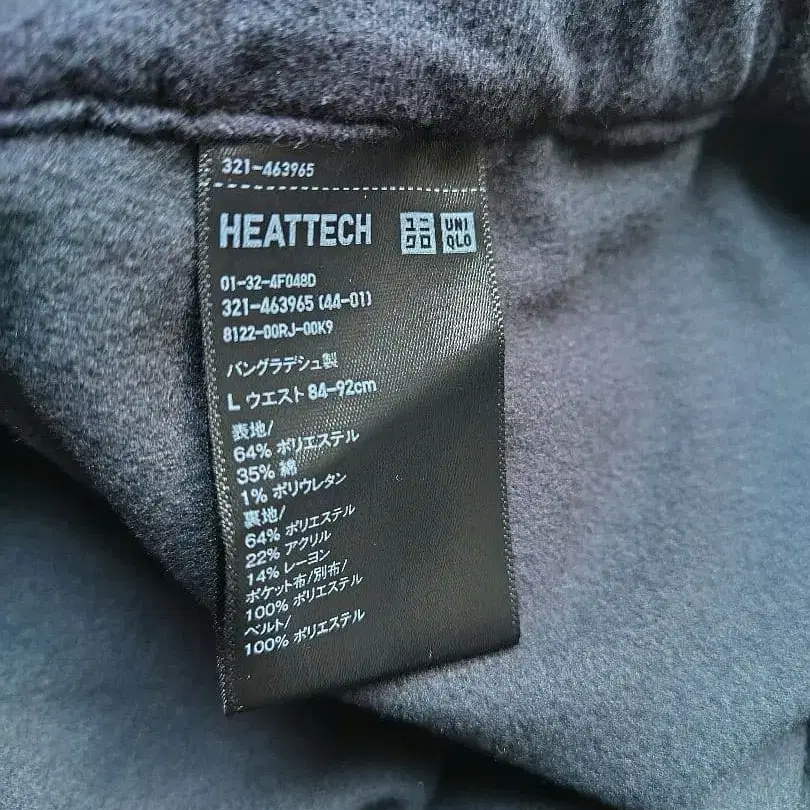 321-463965
HEATTECH ユニクロ UNIQLO
01-32-4F048D
321-463965 (44-01)
8122-00RJ-00K9
バングラデシュ製
L ウエスト 84-92cm
表地/
64% ポリエステル
35% 綿
1% ポリウレタン
裏地/
64% ポリエステル
22% アクリル
14% レーヨン
ポケット布/別布/
100% ポリエステル
ベルト/
100% ポリエステル